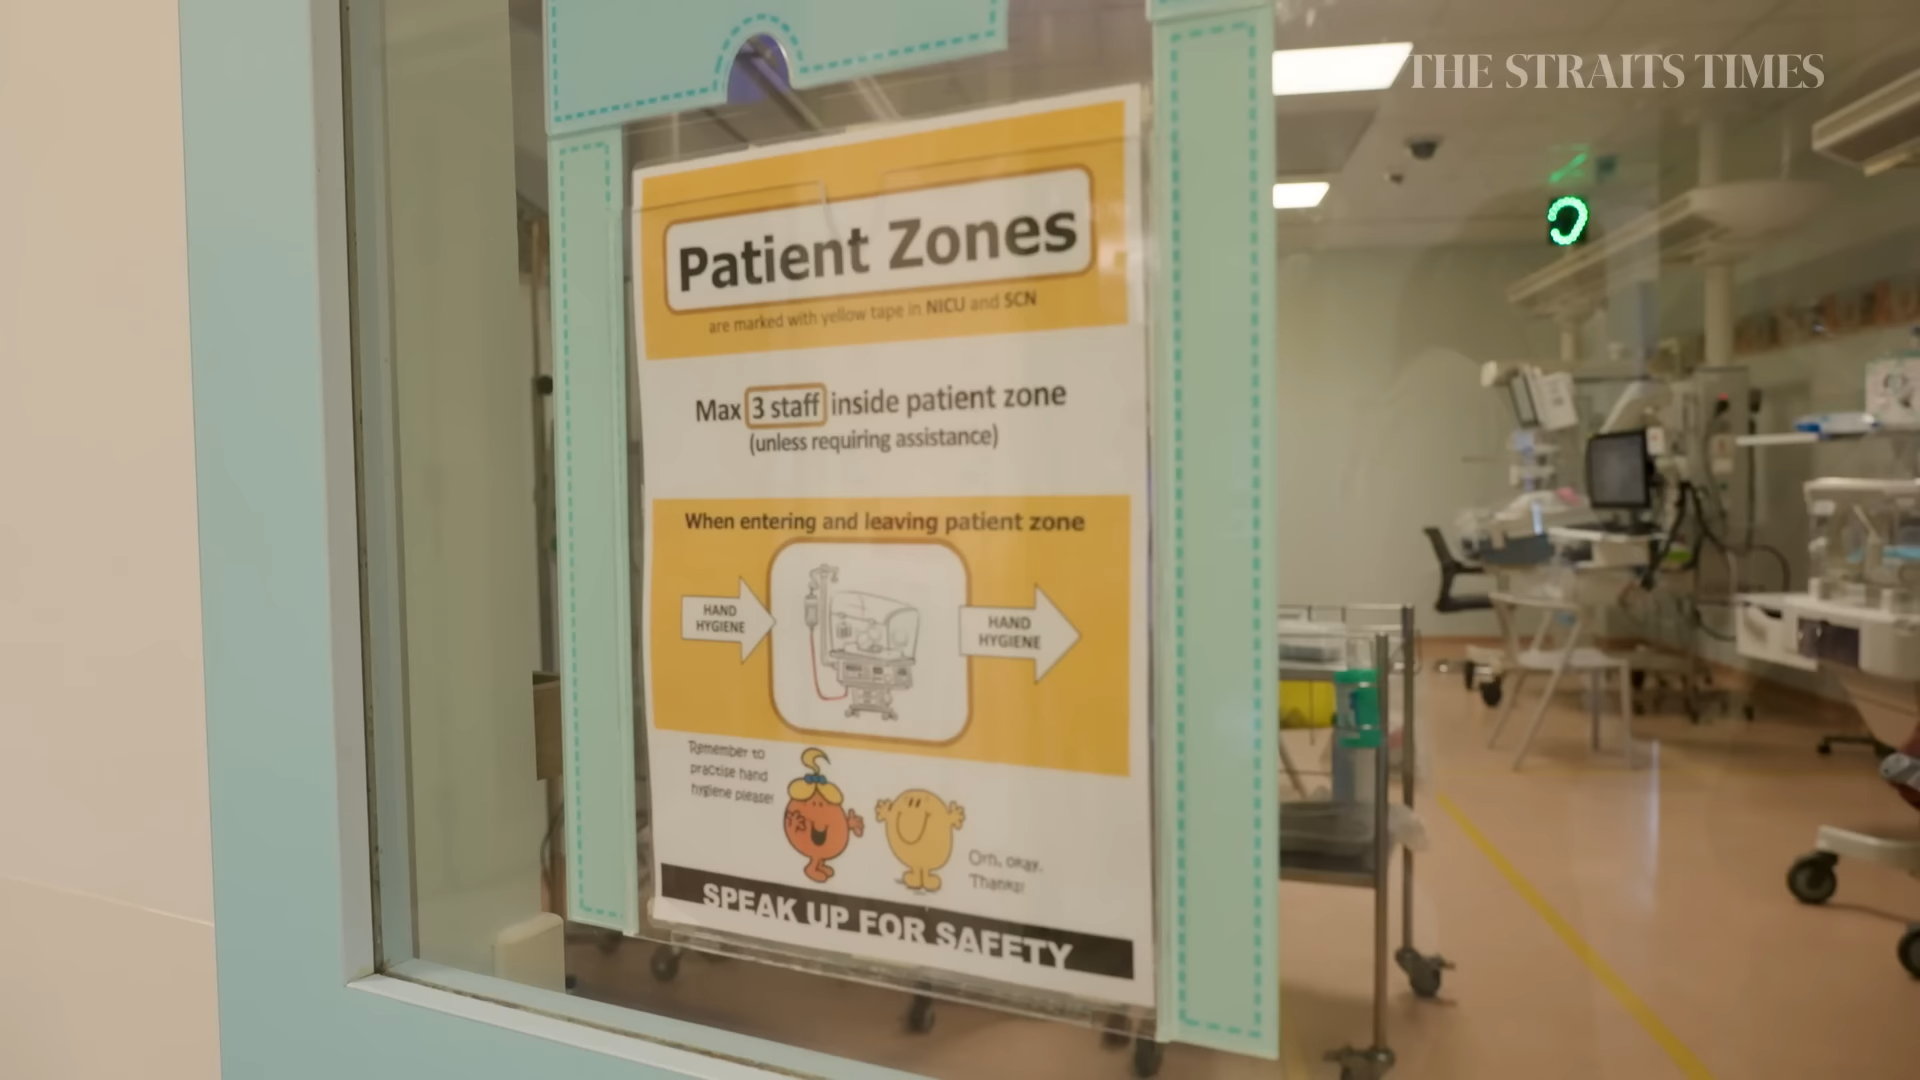 THE STRAITS TIMES
Patient Zones
are marked with yellow tape in NICU and SCN
Max 3 staff inside patient zone
(unless requiring assistance)
When entering and leaving patient zone
HAND
HYGIENE
HAND
HYGIENE
Remember to
practise hand
hygiene please!
Orh, okay.
Thanks!
SPEAK UP FOR SAFETY